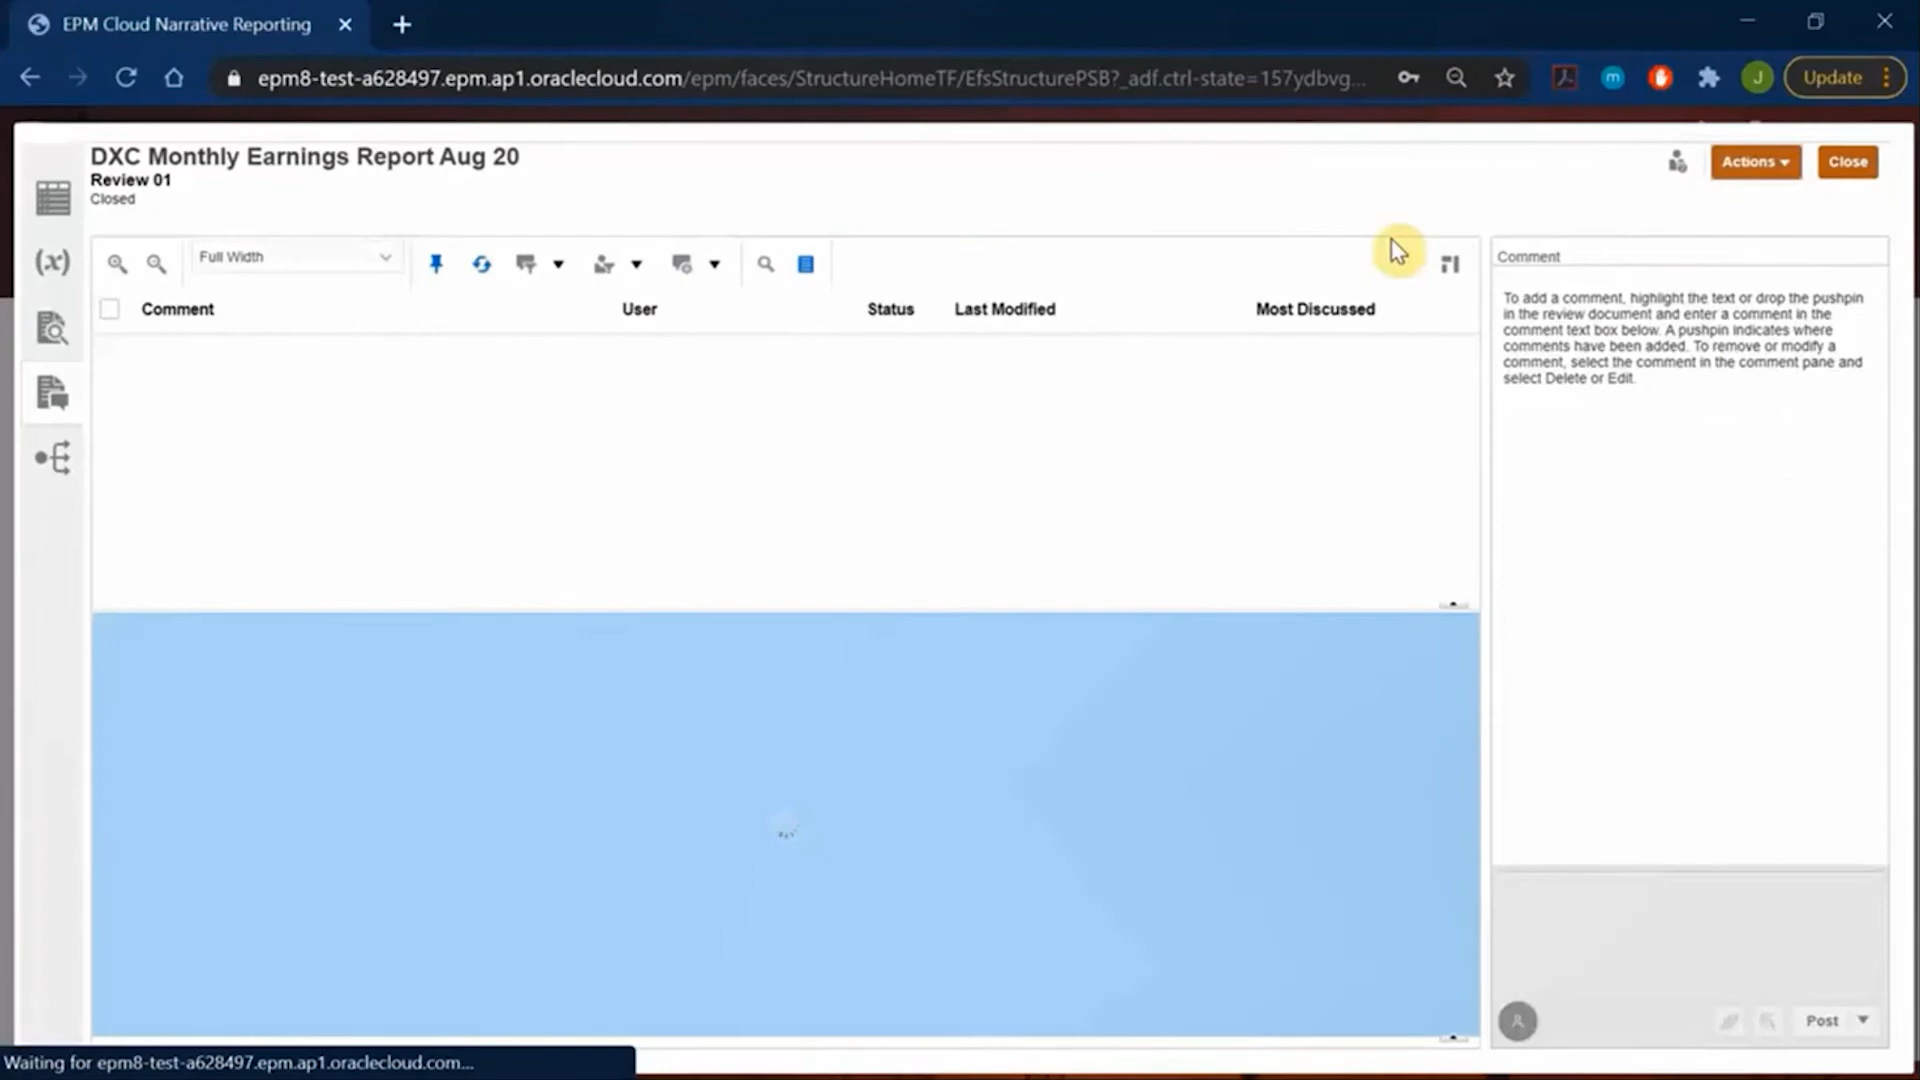 EPM Cloud Narrative Reporting
epm8-test-a628497.epm.ap1.oraclecloud.com/epm/faces/StructureHomeTF/EfsStructurePSB?_adf.ctrl-state=157ydbvg...
m
J
Update
DXC Monthly Earnings Report Aug 20
Review 01
Closed
Actions
Close
(x)
Full Width
Comment
User
Status
Last Modified
Most Discussed
Comment
To add a comment, highlight the text or drop the pushpin
in the review document and enter a comment in the
comment text box below. A pushpin indicates where
comments have been added. To remove or modify a
comment, select the comment in the comment pane and
select Delete or Edit.
Post
Waiting for epm8-test-a628497.epm.ap1.oraclecloud.com...